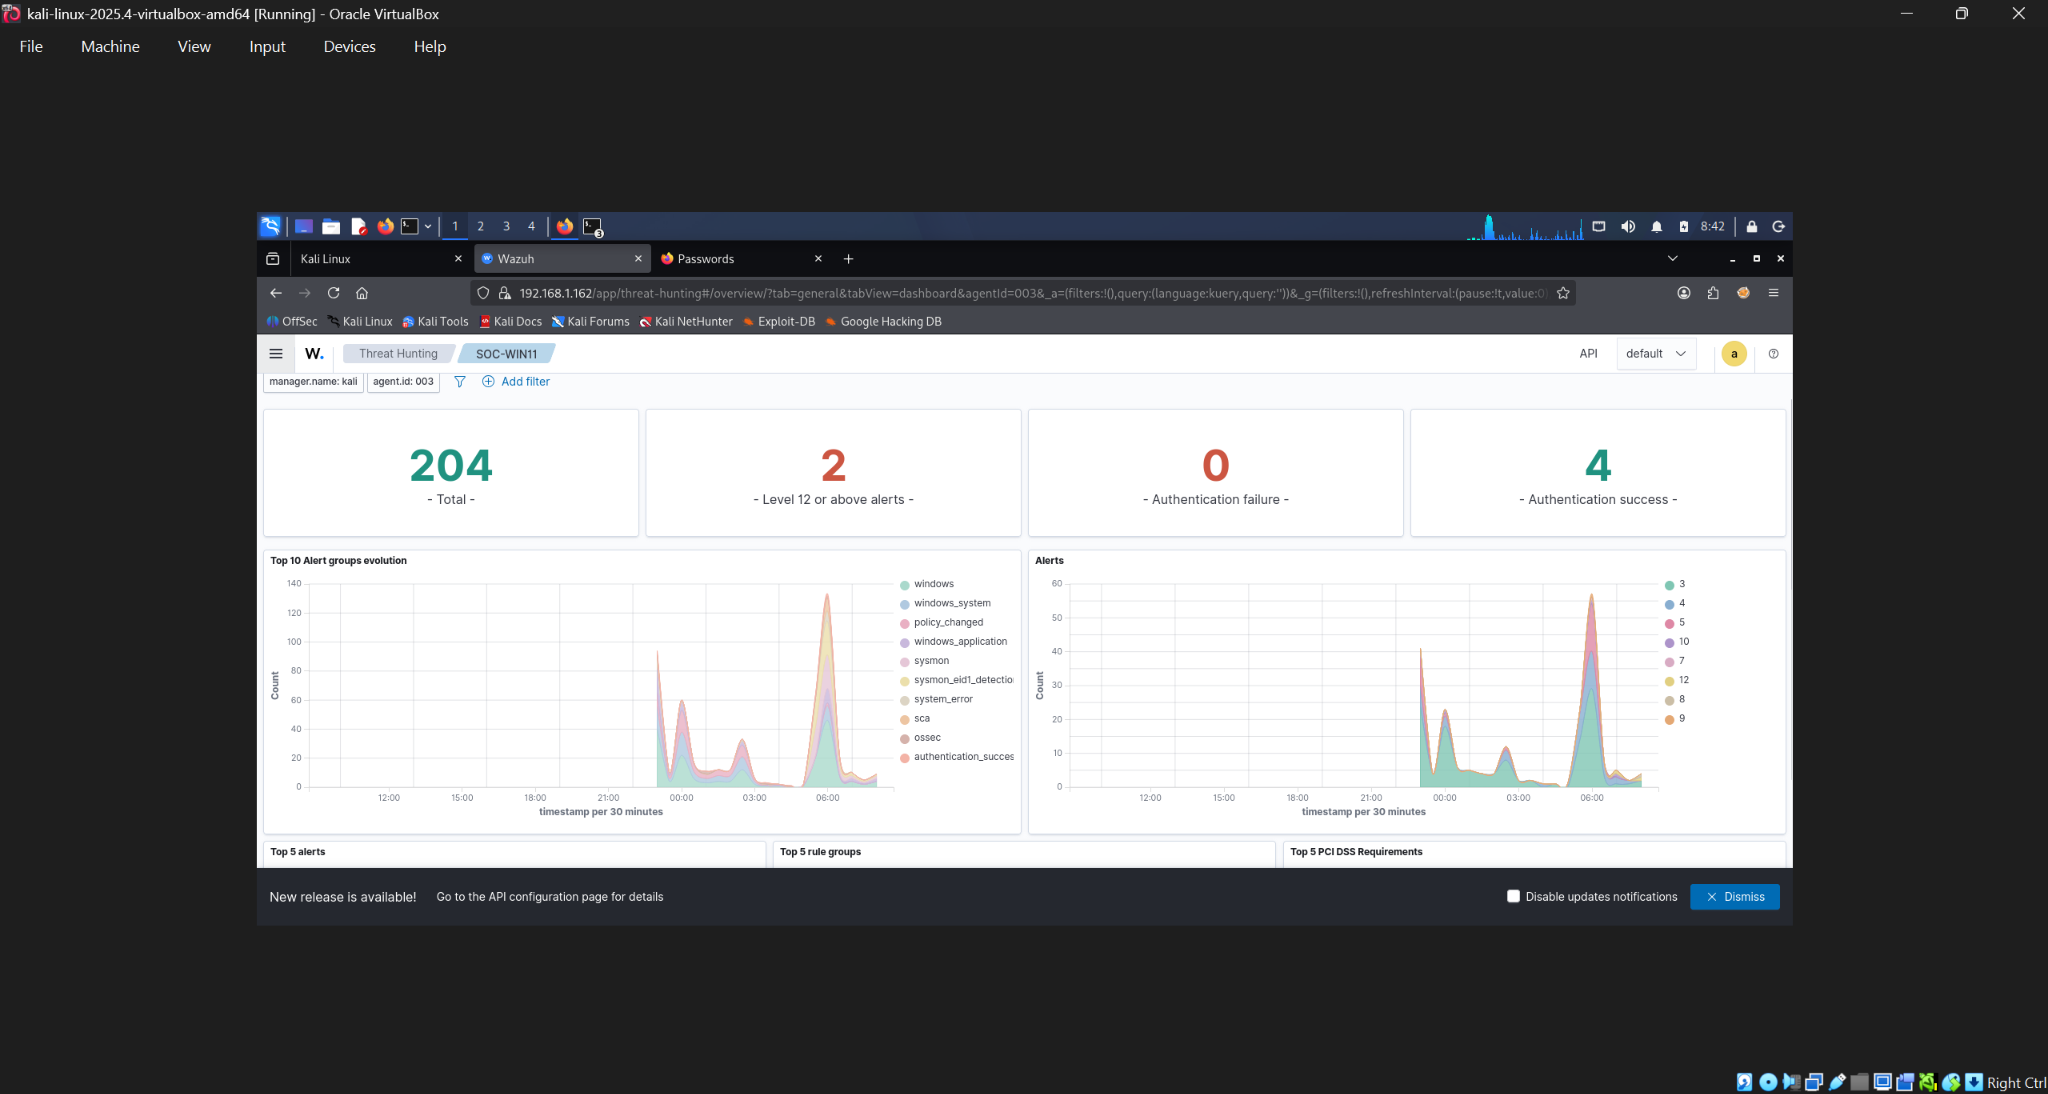 kali-linux-2025.4-virtualbox-amd64 [Running] - Oracle VirtualBox
File Machine View Input Devices Help
1 2 3 4 3 8:42
Kali Linux Wazuh Passwords
192.168.1.162/app/threat-hunting#/overview/?tab=general&tabView=dashboard&agentId=003&_a=(filters:!(),query:(language:kuery,query:''))&_g=(filters:!(),refreshInterval:(pause:!t,value:0)
OffSec Kali Linux Kali Tools Kali Docs Kali Forums Kali NetHunter Exploit-DB Google Hacking DB
W. Threat Hunting SOC-WIN11 API default a
manager.name: kali agent.id: 003 Add filter
204
- Total -
2
- Level 12 or above alerts -
0
- Authentication failure -
4
- Authentication success -
Top 10 Alert groups evolution
Count
140
120
100
80
60
40
20
0
12:00 15:00 18:00 21:00 00:00 03:00 06:00
timestamp per 30 minutes
windows
windows_system
policy_changed
windows_application
sysmon
sysmon_eid1_detectio
system_error
sca
ossec
authentication_succes
Alerts
Count
60
50
40
30
20
10
0
12:00 15:00 18:00 21:00 00:00 03:00 06:00
timestamp per 30 minutes
3
4
5
10
7
12
8
9
Top 5 alerts
Top 5 rule groups
Top 5 PCI DSS Requirements
New release is available! Go to the API configuration page for details Disable updates notifications Dismiss
Right Ctrl